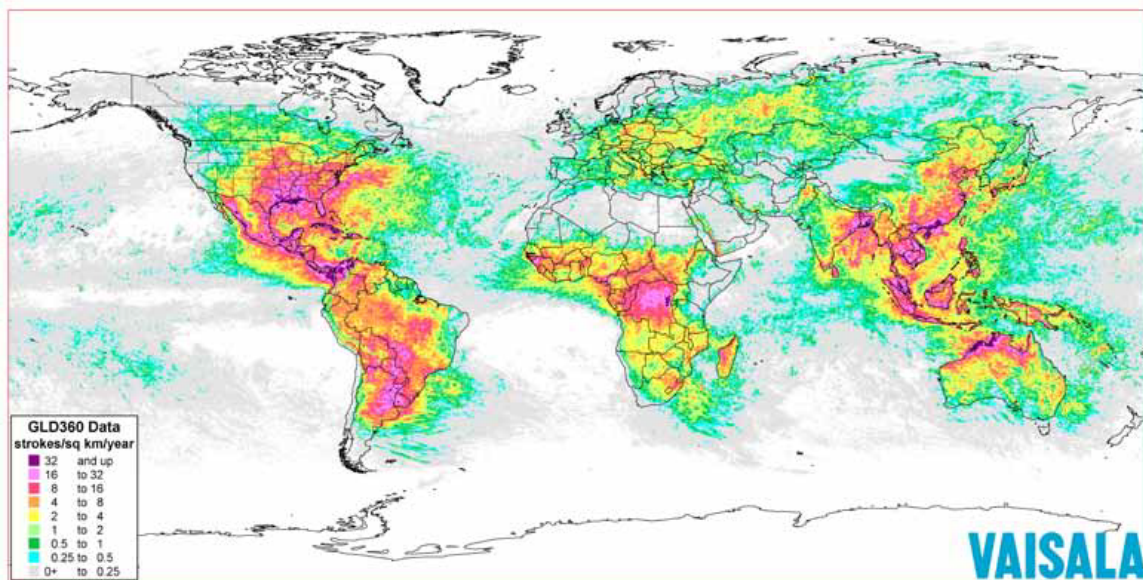 GLD360 Data
strokes/sq km/year
32 and up
16 to 32
8 to 16
4 to 8
2 to 4
1 to 2
0.5 to 1
0.25 to 0.5
0+ to 0.25
VAISALA